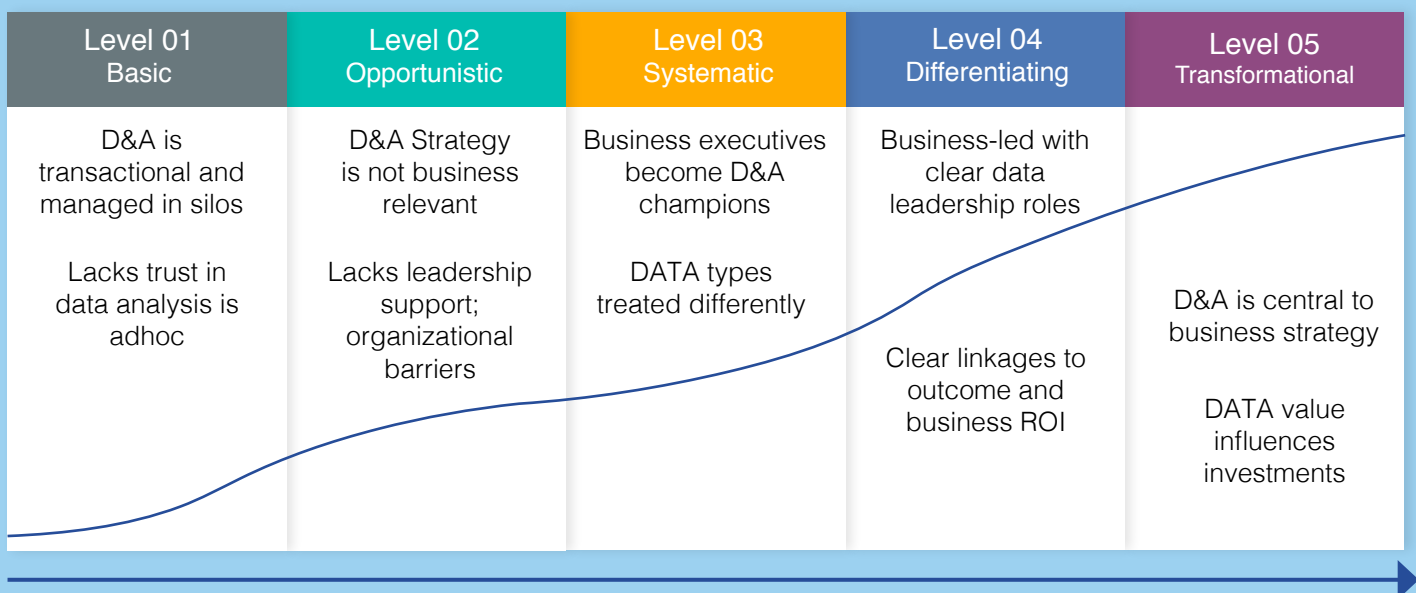 Level 01
Basic
D&A is
transactional and
managed in silos
Lacks trust in
data analysis is
adhoc
Level 02
Opportunistic
D&A Strategy
is not business
relevant
Lacks leadership
support;
organizational
barriers
Level 03
Systematic
Business executives
become D&A
champions
DATA types
treated differently
Level 04
Differentiating
Business-led with
clear data
leadership roles
Clear linkages to
outcome and
business ROI
Level 05
Transformational
D&A is central to
business strategy
DATA value
influences
investments